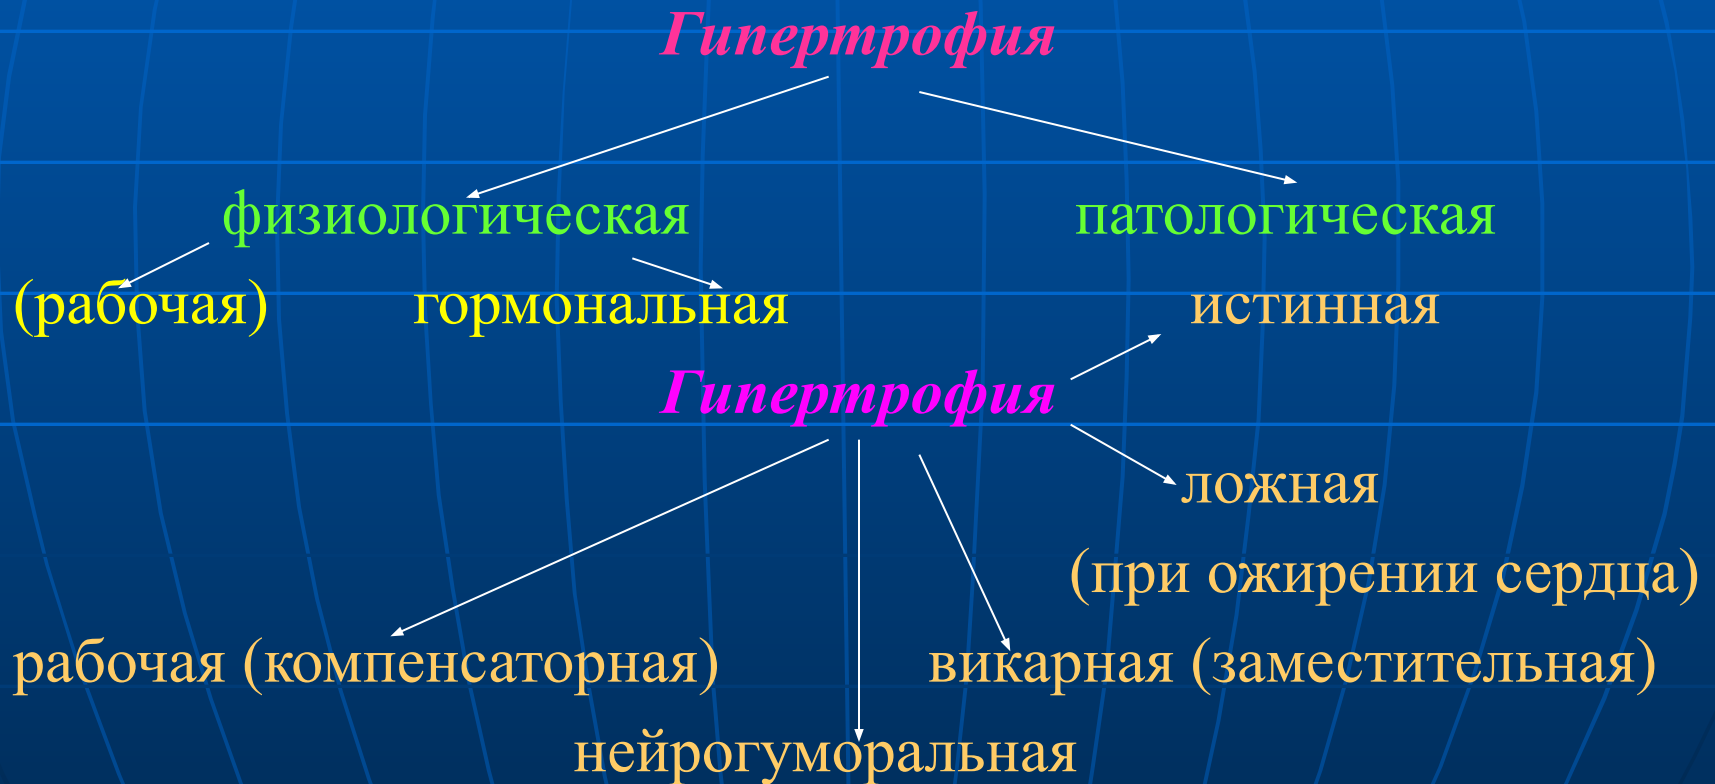 Гипертрофия
физиологическая патологическая
(рабочая) гормональная истинная
Гипертрофия
ложная
(при ожирении сердца)
рабочая (компенсаторная) викарная (заместительная)
нейрогуморальная